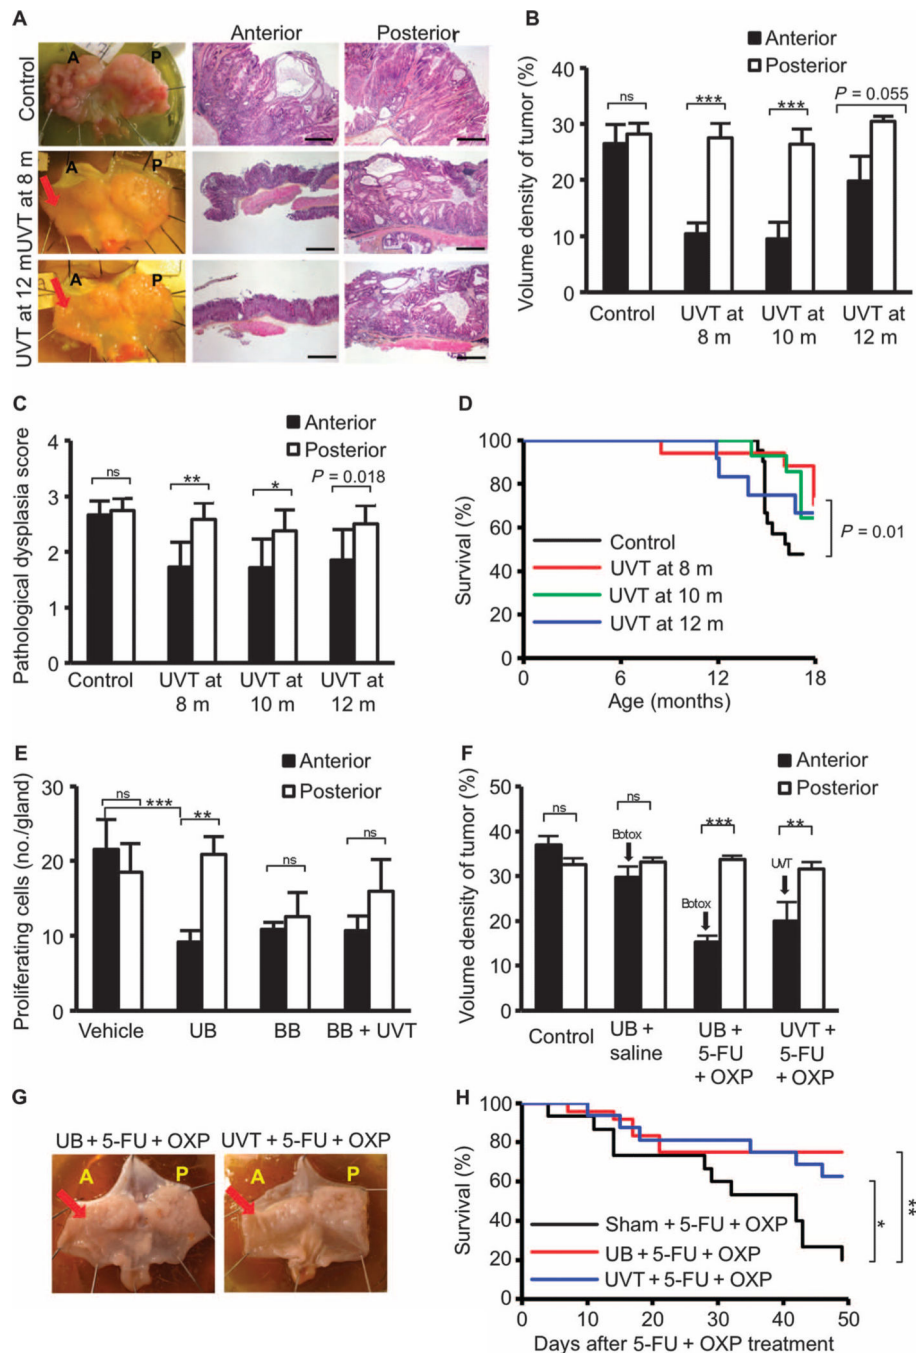 A
Anterior
Posterior
Control
UVT at 8 m
UVT at 12 m
A
P
A
P
A
P
B
Anterior
Posterior
Volume density of tumor (%)
40
30
20
10
0
ns
***
***
P = 0.055
Control
UVT at
8 m
UVT at
10 m
UVT at
12 m
C
Anterior
Posterior
Pathological dysplasia score
4
3
2
1
0
ns
**
*
P = 0.018
Control
UVT at
8 m
UVT at
10 m
UVT at
12 m
D
Survival (%)
100
80
60
40
20
0
Control
UVT at 8 m
UVT at 10 m
UVT at 12 m
P = 0.01
0
6
12
18
Age (months)
E
Anterior
Posterior
Proliferating cells (no./gland)
30
20
10
0
ns
***
**
ns
ns
Vehicle
UB
BB
BB + UVT
F
Anterior
Posterior
Volume density of tumor (%)
50
40
30
20
10
0
ns
ns
***
**
Botox
Botox
UVT
Control
UB +
saline
UB +
5-FU
+ OXP
UVT +
5-FU
+ OXP
G
UB + 5-FU + OXP
UVT + 5-FU + OXP
A
P
A
P
H
Survival (%)
100
80
60
40
20
0
Sham + 5-FU + OXP
UB + 5-FU + OXP
UVT + 5-FU + OXP
*
**
0
10
20
30
40
50
Days after 5-FU + OXP treatment